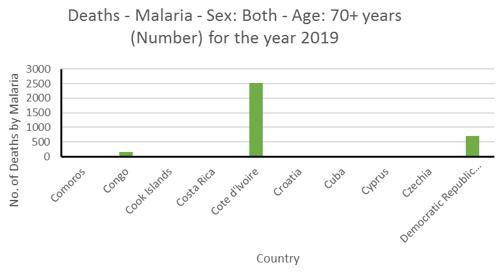 Deaths - Malaria - Sex: Both - Age: 70+ years
(Number) for the year 2019
No. of Deaths by Malaria
3000
2500
2000
1500
1000
500
0
Comoros
Congo
Cook Islands
Costa Rica
Cote d'Ivoire
Croatia
Cuba
Cyprus
Czechia
Democratic Republic...
Country